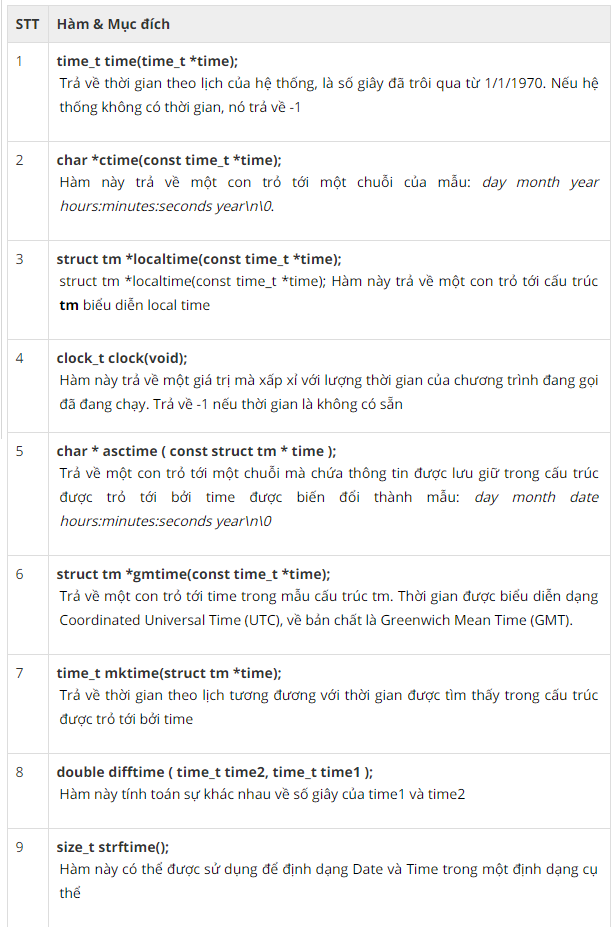 STT Hàm & Mục đích
1 time_t time(time_t *time);
Trả về thời gian theo lịch của hệ thống, là số giây đã trôi qua từ 1/1/1970. Nếu hệ
thống không có thời gian, nó trả về -1
2 char *ctime(const time_t *time);
Hàm này trả về một con trỏ tới một chuỗi của mẫu: day month year
hours:minutes:seconds year\n\0.
3 struct tm *localtime(const time_t *time);
struct tm *localtime(const time_t *time); Hàm này trả về một con trỏ tới cấu trúc
tm biểu diễn local time
4 clock_t clock(void);
Hàm này trả về một giá trị mà xấp xỉ với lượng thời gian của chương trình đang gọi
đã đang chạy. Trả về -1 nếu thời gian là không có sẵn
5 char * asctime ( const struct tm * time );
Trả về một con trỏ tới một chuỗi mà chứa thông tin được lưu giữ trong cấu trúc
được trỏ tới bởi time được biến đổi thành mẫu: day month date
hours:minutes:seconds year\n\0
6 struct tm *gmtime(const time_t *time);
Trả về một con trỏ tới time trong mẫu cấu trúc tm. Thời gian được biểu diễn dạng
Coordinated Universal Time (UTC), về bản chất là Greenwich Mean Time (GMT).
7 time_t mktime(struct tm *time);
Trả về thời gian theo lịch tương đương với thời gian được tìm thấy trong cấu trúc
được trỏ tới bởi time
8 double difftime ( time_t time2, time_t time1 );
Hàm này tính toán sự khác nhau về số giây của time1 và time2
9 size_t strftime();
Hàm này có thể được sử dụng để định dạng Date và Time trong một định dạng cụ
thể